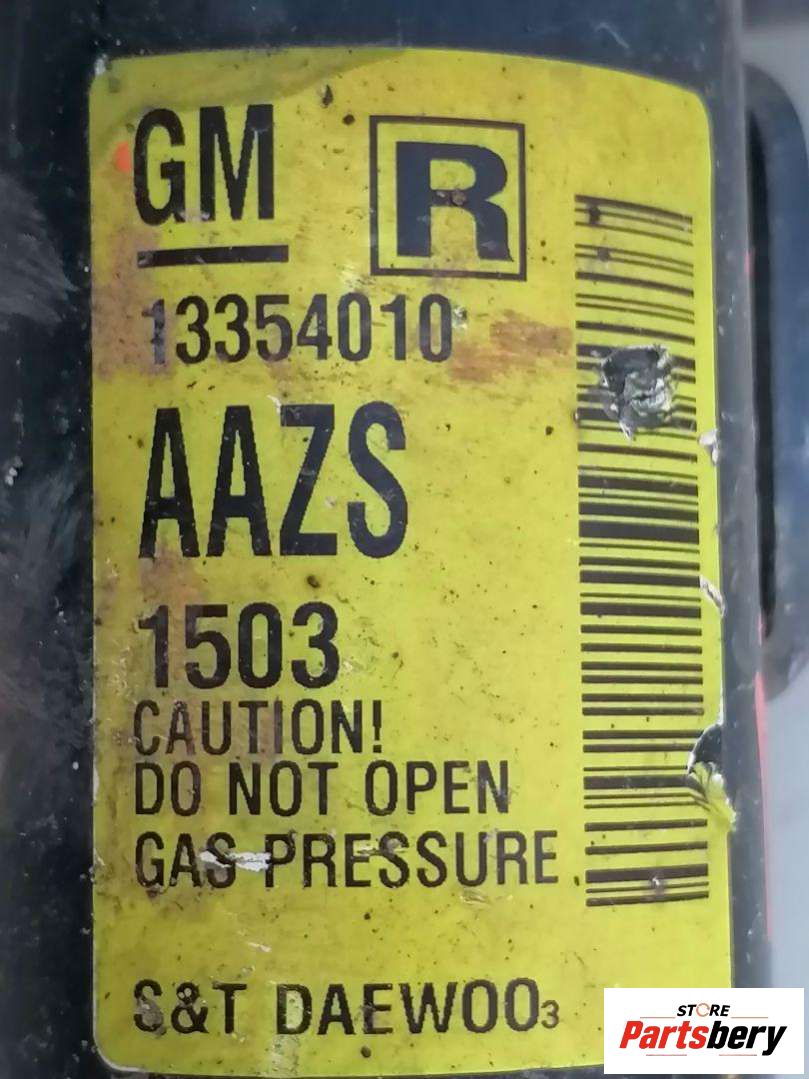 GM
R
13354010
AAZS
1503
CAUTION!
DO NOT OPEN
GAS PRESSURE
S&T DAEWOO3
STORE
Partsbery